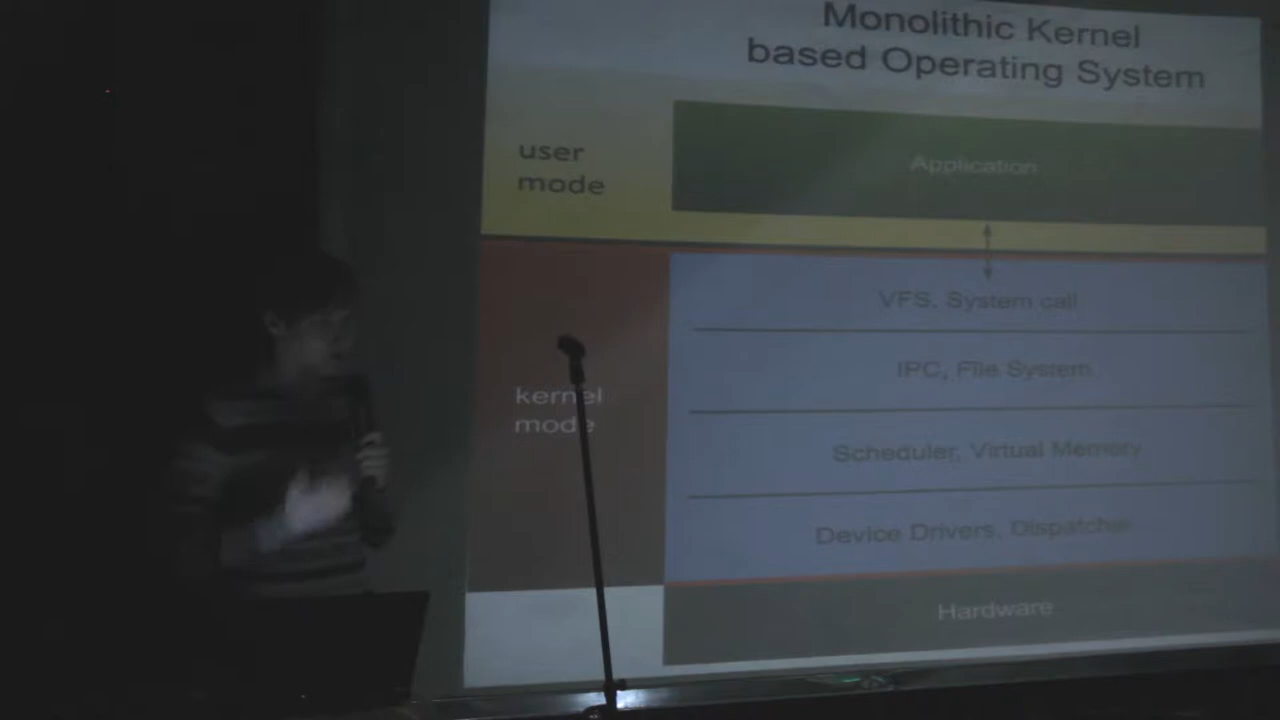 Monolithic Kernel
based Operating System
user
mode
Application
VFS, System call
IPC, File System
kernel
mode
Scheduler, Virtual Memory
Device Drivers, Dispatcher
Hardware